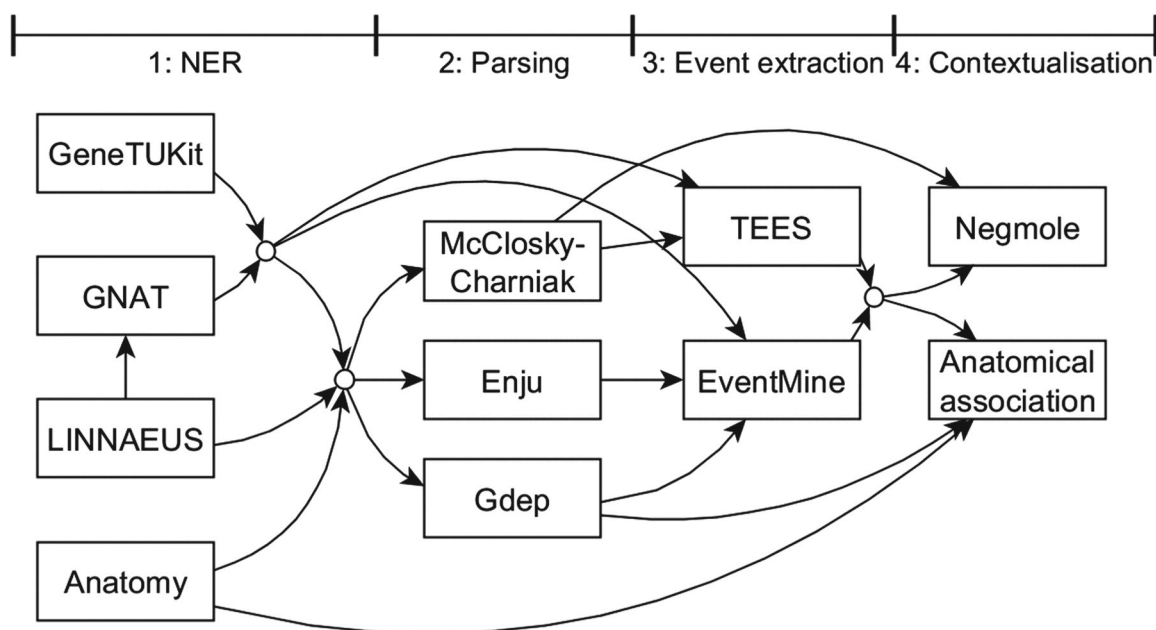 1: NER
2: Parsing
3: Event extraction
4: Contextualisation
GeneTUKit
GNAT
LINNAEUS
Anatomy
McClosky-
Charniak
Enju
Gdep
TEES
EventMine
Negmole
Anatomical
association